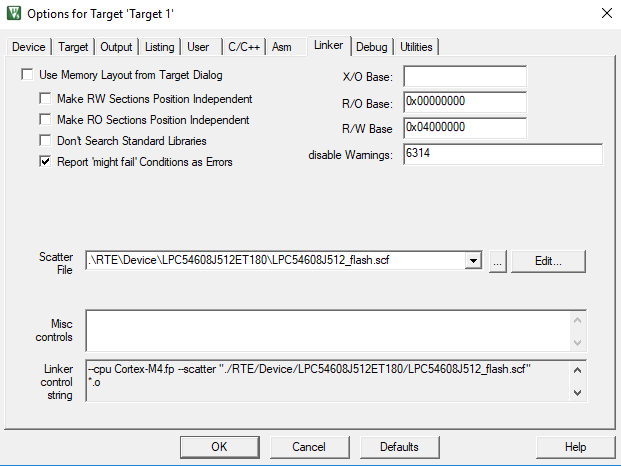 Options for Target 'Target 1'
Device Target Output Listing User C/C++ Asm Linker Debug Utilities
Use Memory Layout from Target Dialog
Make RW Sections Position Independent
Make RO Sections Position Independent
Don't Search Standard Libraries
Report 'might fail' Conditions as Errors
X/O Base:
R/O Base: 0x00000000
R/W Base 0x04000000
disable Warnings: 6314
Scatter
File
.\RTE\Device\LPC54608J512ET180\LPC54608J512_flash.scf
...
Edit...
Misc
controls
Linker
control
string
--cpu Cortex-M4.fp --scatter "./RTE/Device/LPC54608J512ET180/LPC54608J512_flash.scf"
*.o
OK Cancel Defaults Help